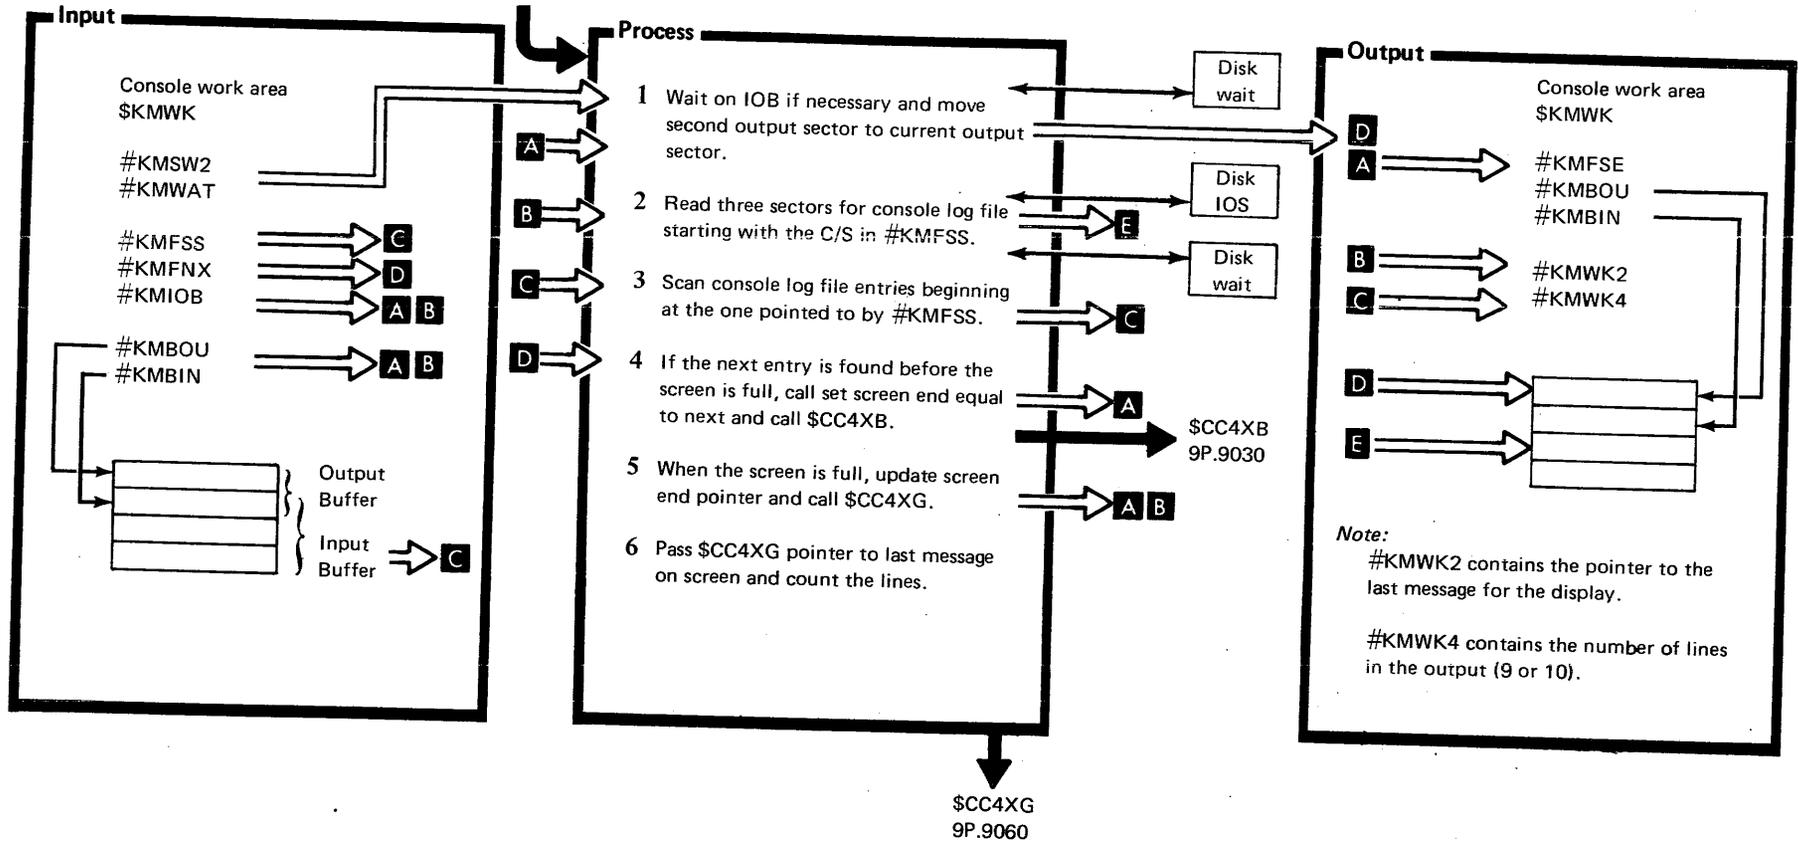 Input
Console work area
$KMWK
#KMSW2
#KMWAT
#KMFSS
C
#KMFNX
D
#KMIOB
A B
#KMBOU
#KMBIN
A B
Output
Buffer
Input
Buffer
C
A
B
C
D
Process
1 Wait on IOB if necessary and move
second output sector to current output
sector.
2 Read three sectors for console log file
starting with the C/S in #KMFSS.
3 Scan console log file entries beginning
at the one pointed to by #KMFSS.
4 If the next entry is found before the
screen is full, call set screen end equal
to next and call $CC4XB.
5 When the screen is full, update screen
end pointer and call $CC4XG.
6 Pass $CC4XG pointer to last message
on screen and count the lines.
Disk
wait
Disk
IOS
E
Disk
wait
C
A
$CC4XB
9P.9030
A B
$CC4XG
9P.9060
Output
Console work area
$KMWK
D
A
#KMFSE
#KMBOU
#KMBIN
B
#KMWK2
C
#KMWK4
D
E
Note:
#KMWK2 contains the pointer to the
last message for the display.
#KMWK4 contains the number of lines
in the output (9 or 10).